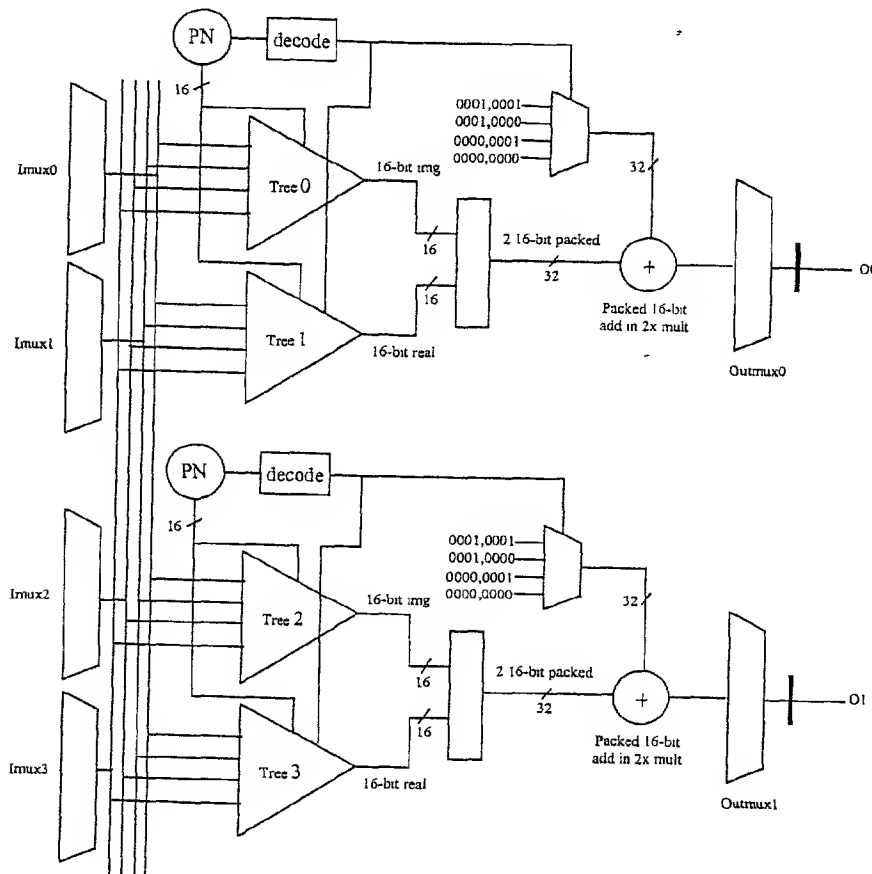 PN
decode
16
0001,0001
0001,0000
0000,0001
0000,0000
Imux0
Tree 0
16-bit img
32
16
2 16-bit packed
32
+
O0
16
Packed 16-bit
add in 2x mult
Imux1
Tree 1
16-bit real
Outmux0
PN
decode
16
0001,0001
0001,0000
0000,0001
0000,0000
Imux2
Tree 2
16-bit img
32
16
2 16-bit packed
32
+
O1
16
Packed 16-bit
add in 2x mult
Imux3
Tree 3
16-bit real
Outmux1